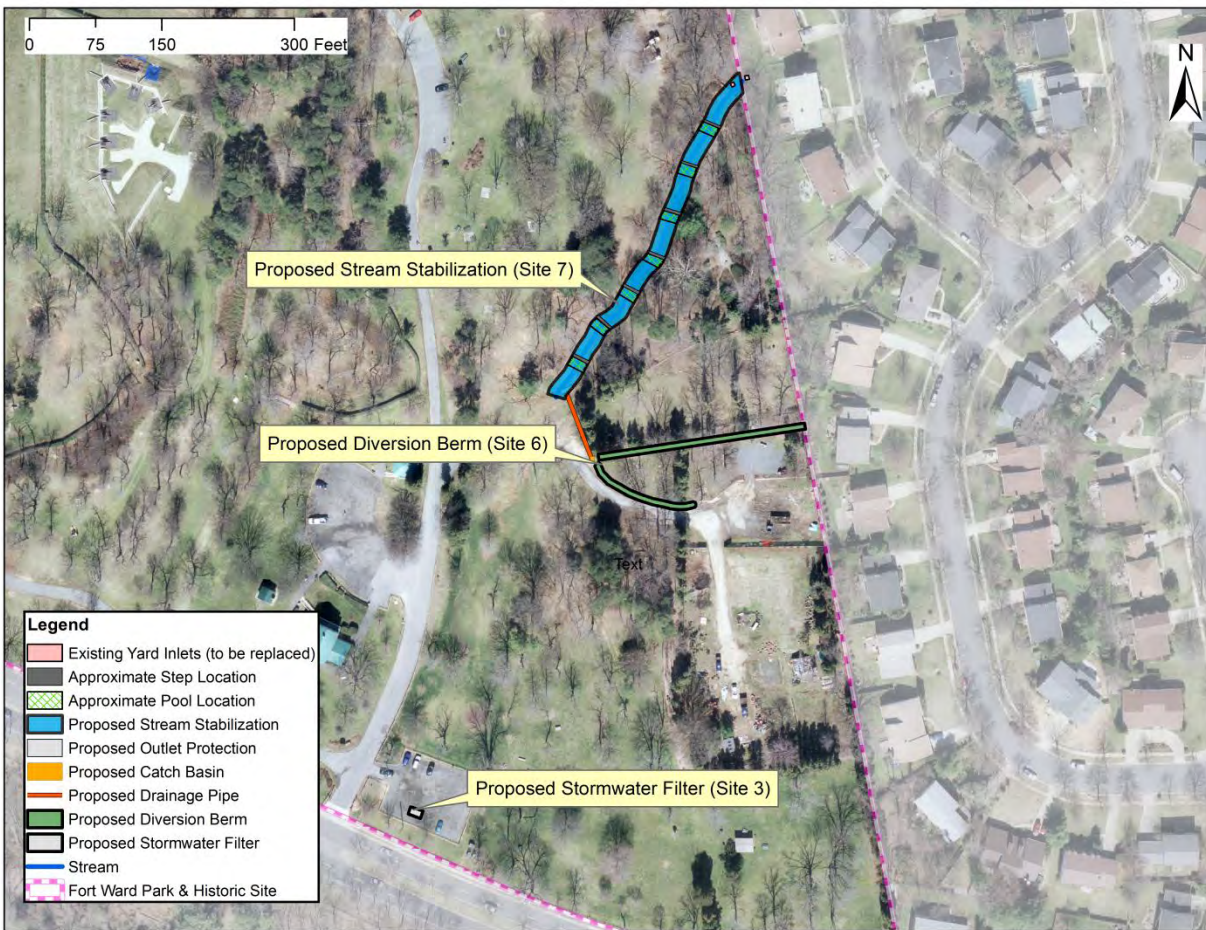 0 75 150 300 Feet
N
Proposed Stream Stabilization (Site 7)
Proposed Diversion Berm (Site 6)
Text
Proposed Stormwater Filter (Site 3)
Legend
Existing Yard Inlets (to be replaced)
Approximate Step Location
Approximate Pool Location
Proposed Stream Stabilization
Proposed Outlet Protection
Proposed Catch Basin
Proposed Drainage Pipe
Proposed Diversion Berm
Proposed Stormwater Filter
Stream
Fort Ward Park & Historic Site